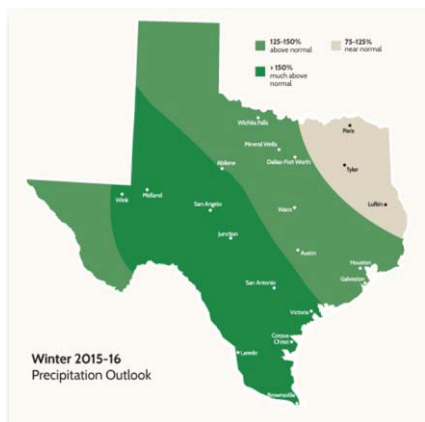 125-150%
above normal
75-125%
near normal
> 150%
much above
normal
Wichita Falls
Paris
Mineral Wells
Dallas-Fort Worth
Abilene
Tyler
Wink
Midland
San Angelo
Waco
Lufkin
Junction
Austin
Houston
Galveston
San Antonio
Victoria
Corpus
Christi
Laredo
Brownsville
Winter 2015-16
Precipitation Outlook